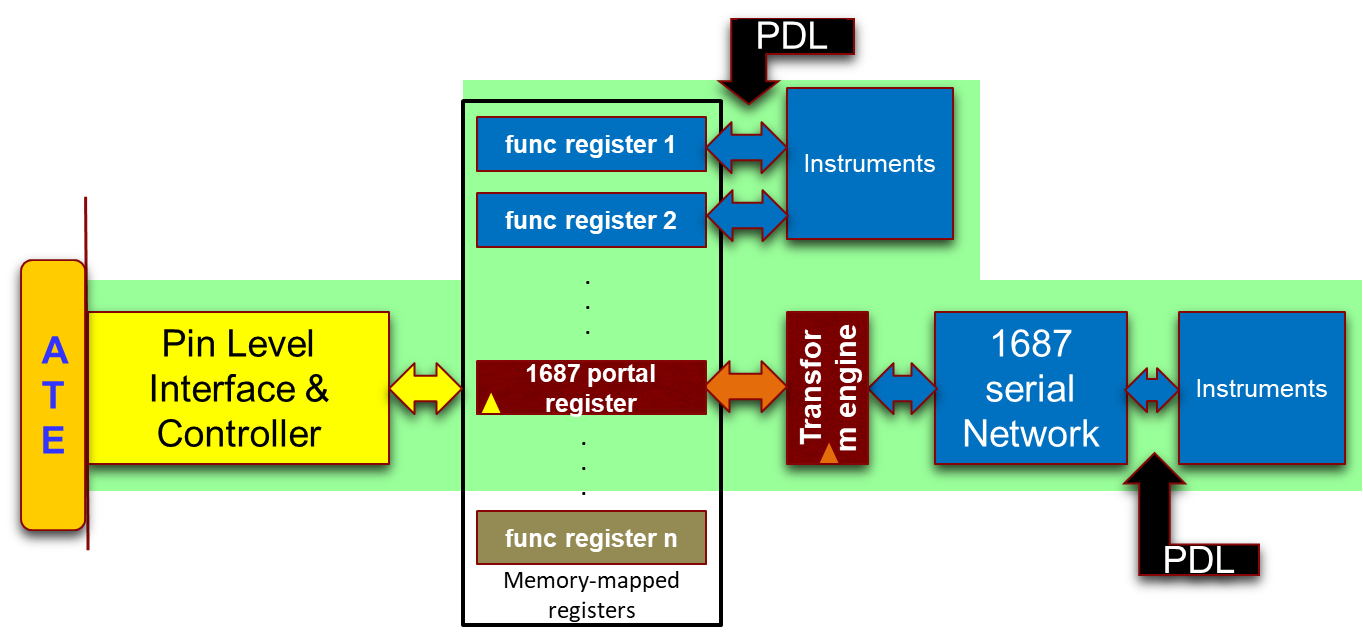 PDL
func register 1
Instruments
func register 2
.
.
.
A
T
E
Pin Level
Interface &
Controller
1687 portal
register
Transfor
m engine
1687
serial
Network
Instruments
.
.
.
func register n
PDL
Memory-mapped
registers